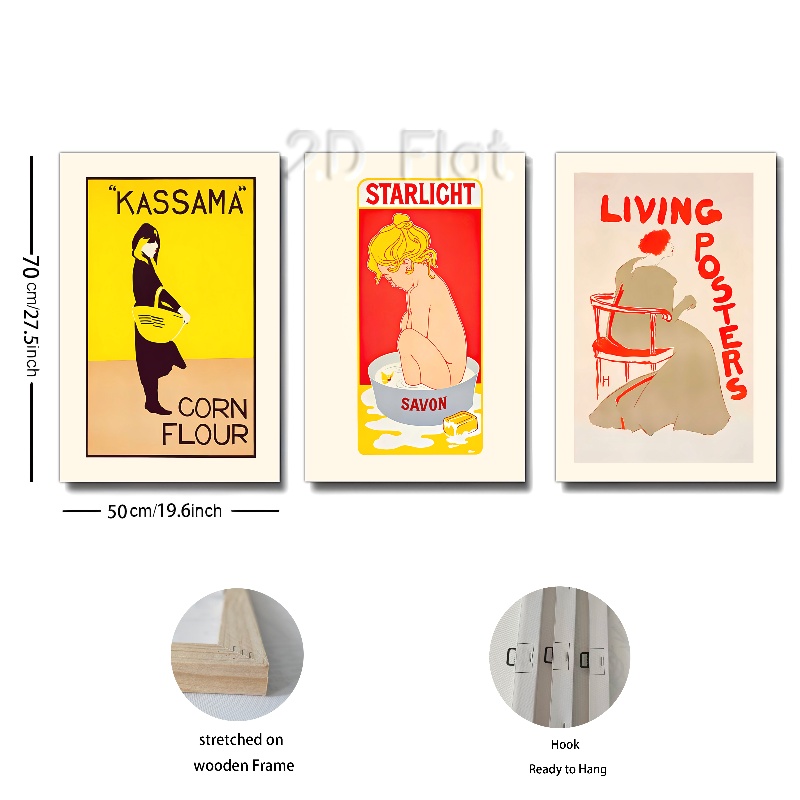 2D Flat
"KASSAMA"
CORN
FLOUR
STARLIGHT
SAVON
LIVING
POSTERS
H
70 cm/27.5inch
50cm/19.6inch
stretched on
wooden Frame
Hook
Ready to Hang